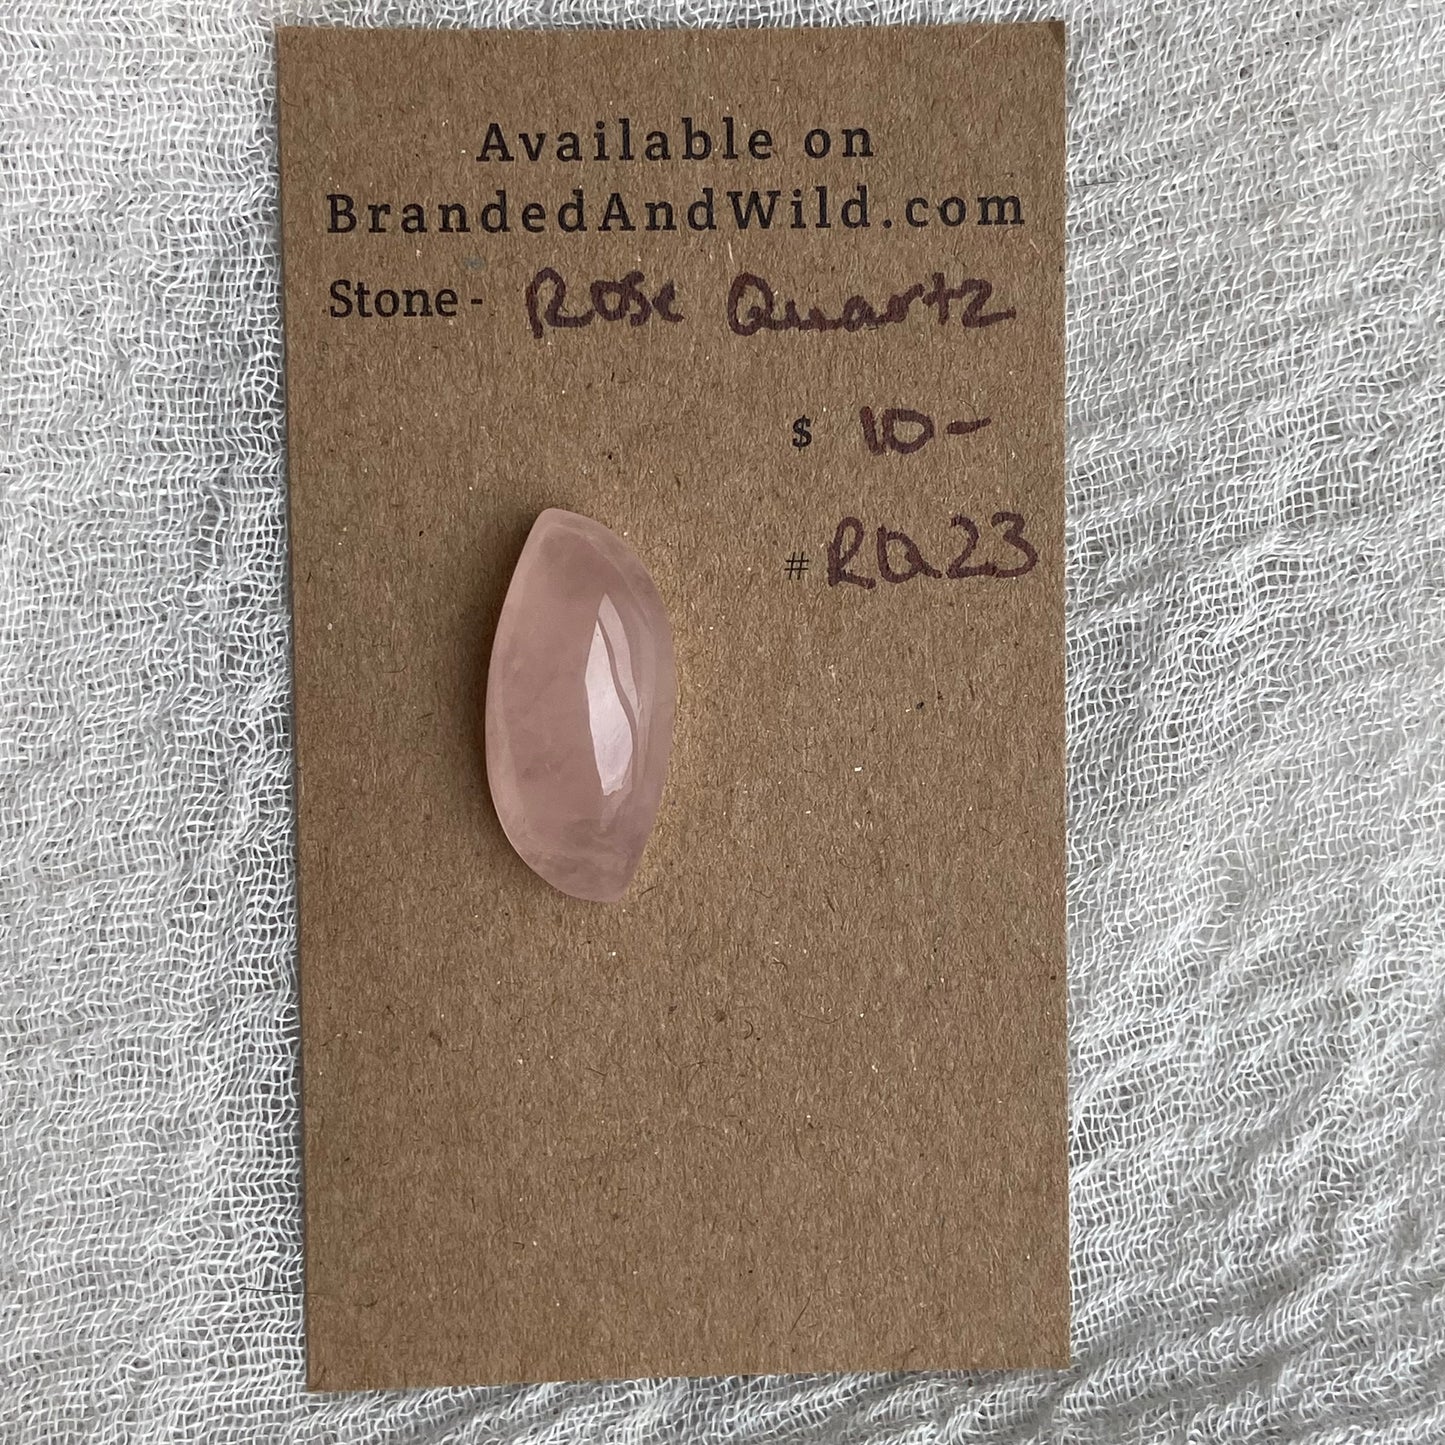 Available on
BrandedAndWild.com
Stone - Rose Quartz
$ 10-
# RQ23